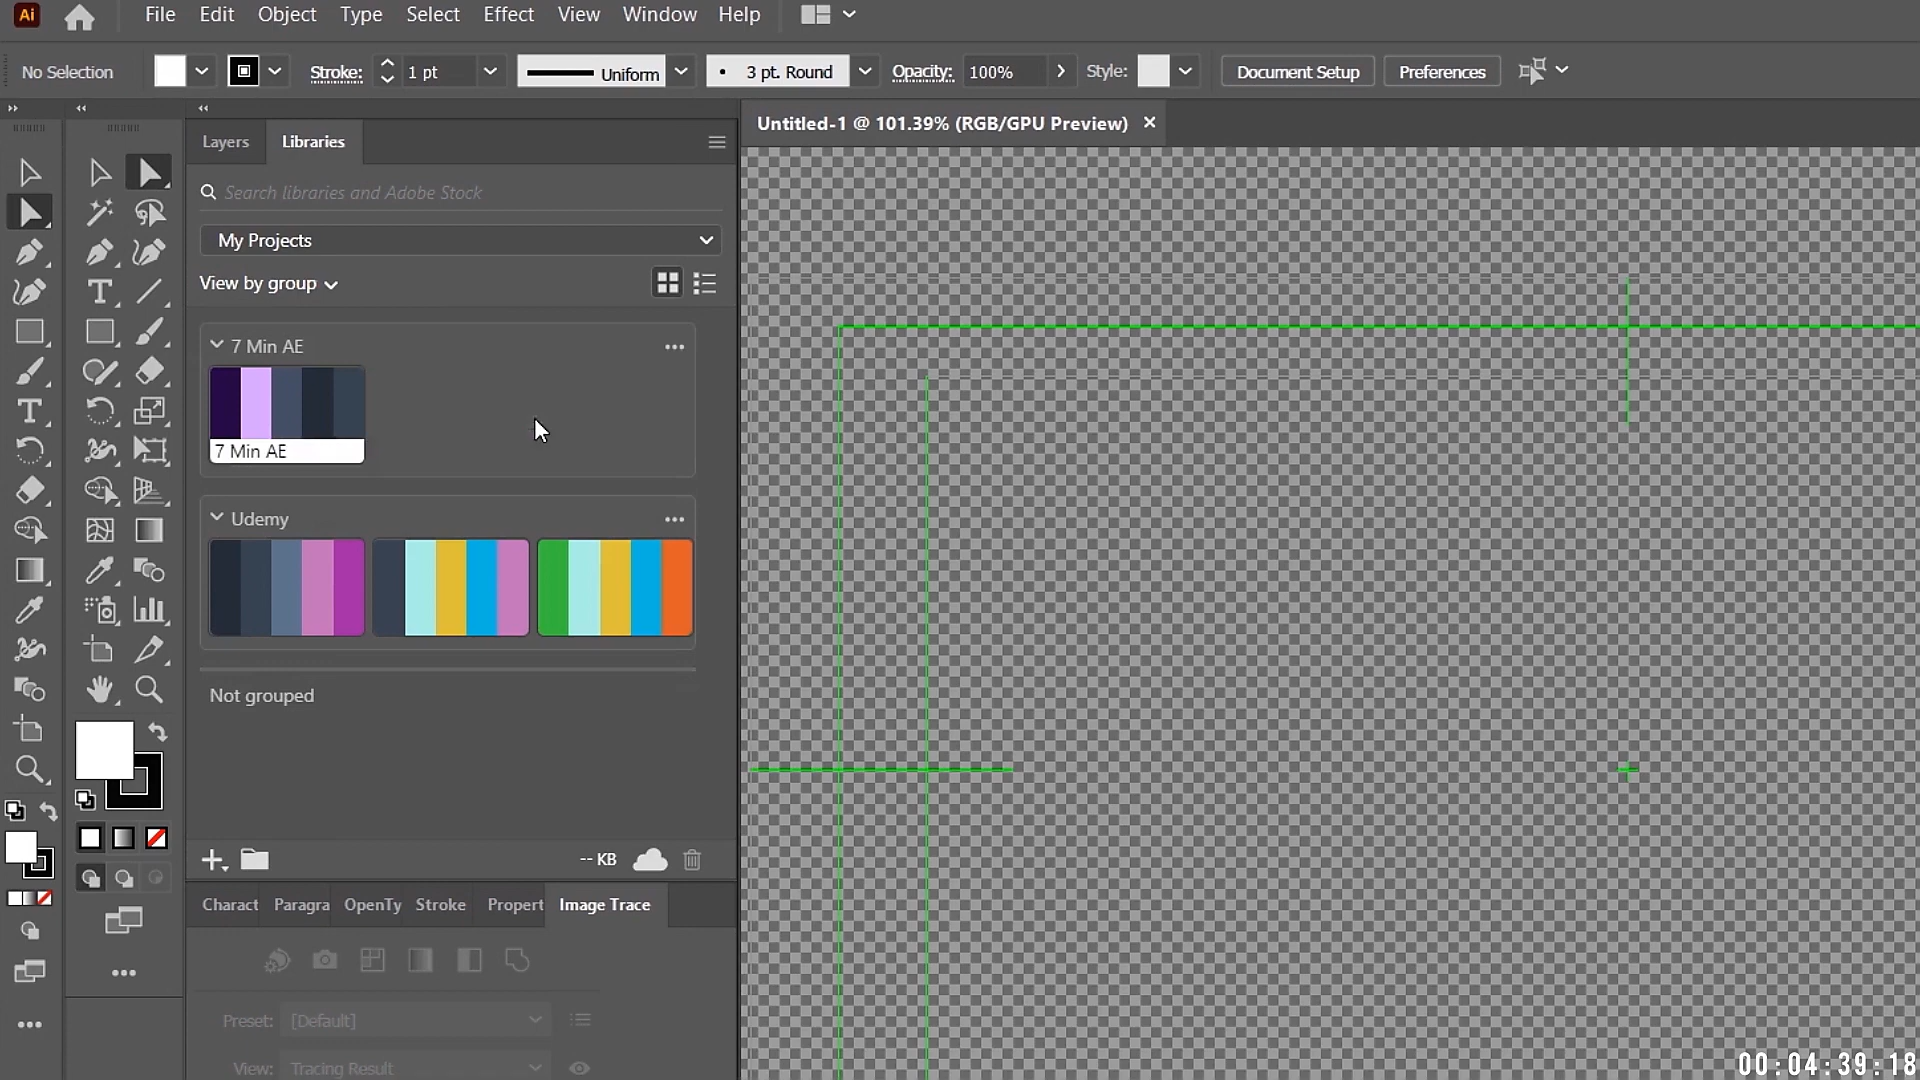 Ai File Edit Object Type Select Effect View Window Help
No Selection Stroke: 1 pt Uniform 3 pt. Round Opacity: 100% Style: Document Setup Preferences
Untitled-1 @ 101.39% (RGB/GPU Preview)
Layers Libraries
Search libraries and Adobe Stock
My Projects
View by group
7 Min AE
7 Min AE
Udemy
Not grouped
-- KB
Charact Paragra OpenTy Stroke Propert Image Trace
Preset: [Default]
View: Tracing Result
00:04:39:18